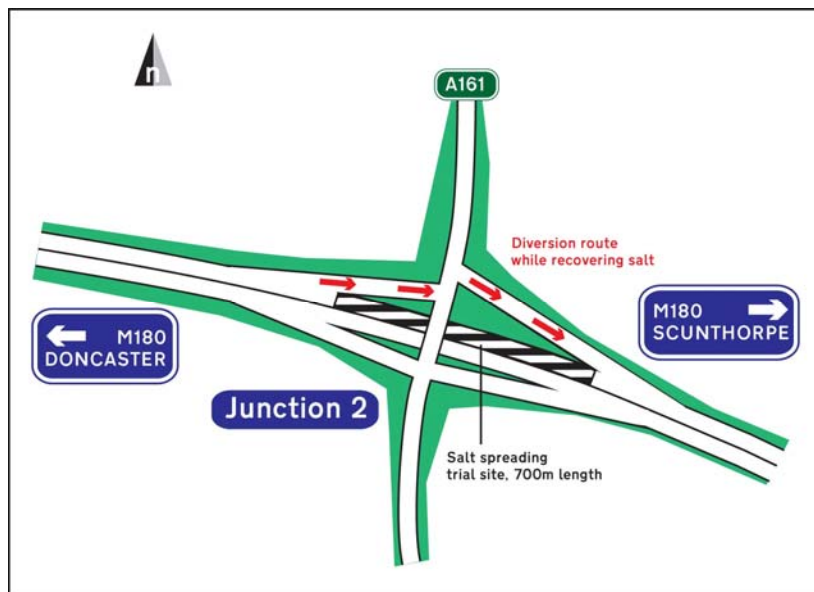 n
A161
Diversion route
while recovering salt
M180
SCUNTHORPE
M180
DONCASTER
Junction 2
Salt spreading
trial site, 700m length